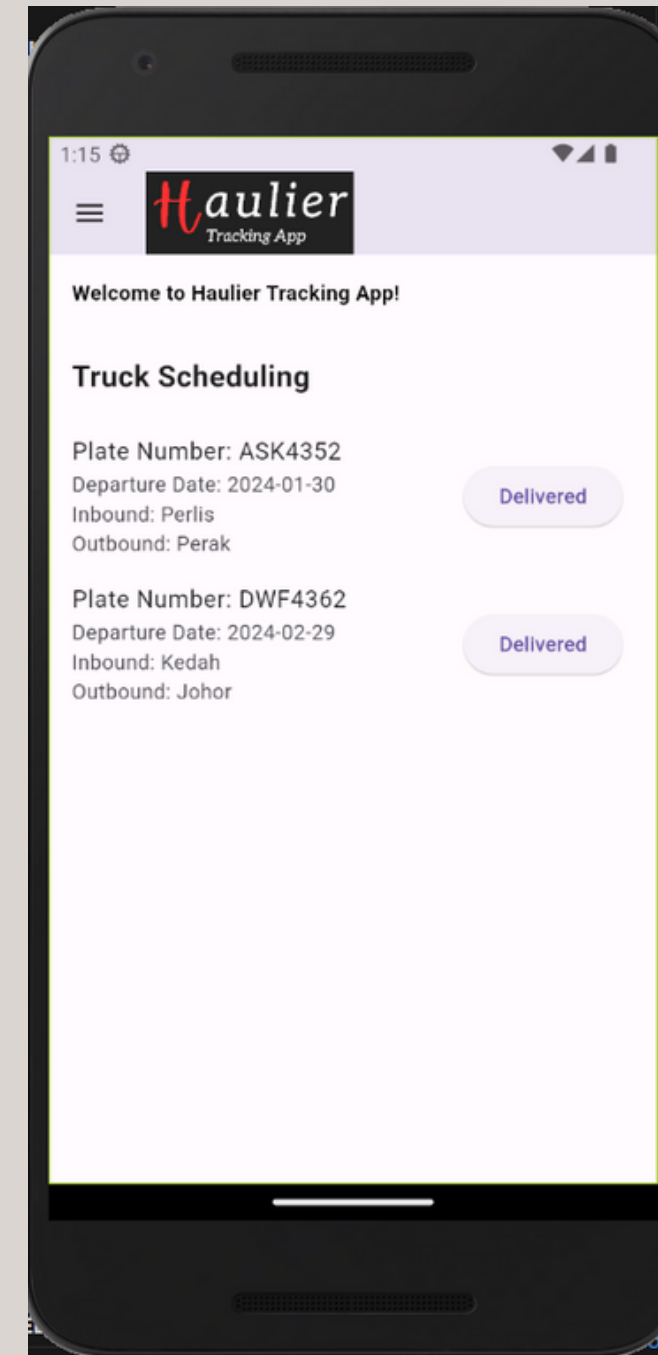 1:15
Haulier
Tracking App
Welcome to Haulier Tracking App!
Truck Scheduling
Plate Number: ASK4352
Departure Date: 2024-01-30
Inbound: Perlis
Outbound: Perak
Delivered
Plate Number: DWF4362
Departure Date: 2024-02-29
Inbound: Kedah
Outbound: Johor
Delivered